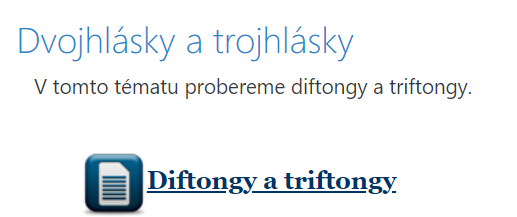 Dvojhlásky a trojhlásky
V tomto tématu probereme diftongy a triftongy.
Diftongy a triftongy